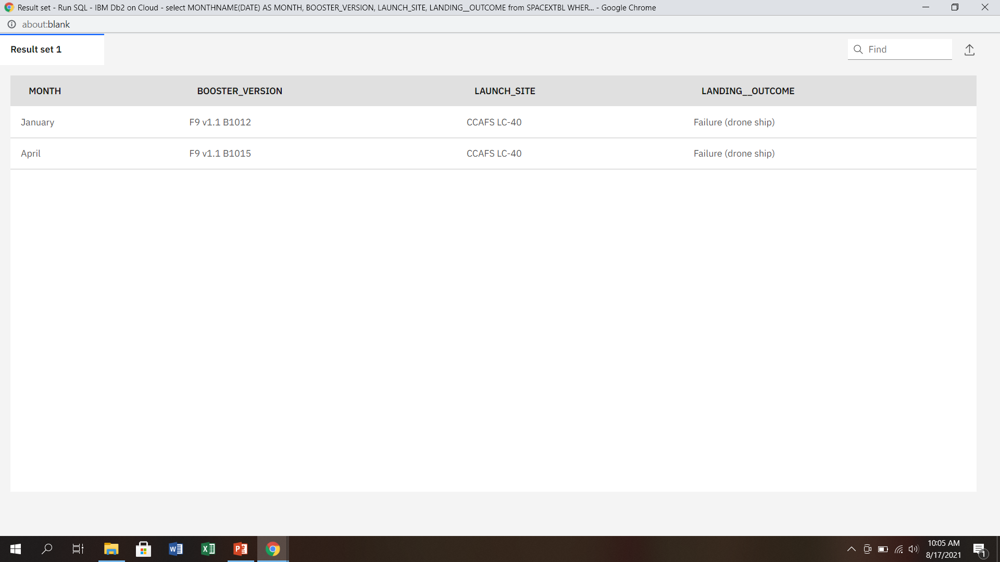 Result set - Run SQL - IBM Db2 on Cloud - select MONTHNAME(DATE) AS MONTH, BOOSTER_VERSION, LAUNCH_SITE, LANDING__OUTCOME from SPACEXTBL WHER... - Google Chrome
about:blank
Result set 1
Find
MONTH BOOSTER_VERSION LAUNCH_SITE LANDING__OUTCOME
January F9 v1.1 B1012 CCAFS LC-40 Failure (drone ship)
April F9 v1.1 B1015 CCAFS LC-40 Failure (drone ship)
10:05 AM
8/17/2021
1